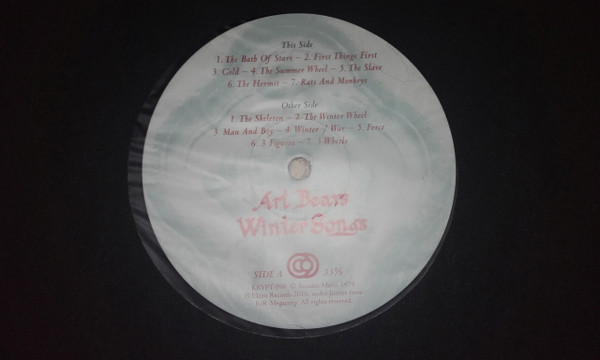 This Side
1. The Bath Of Stars – 2. First Things First
3. Gold – 4. The Summer Wheel – 5. The Slave
6. The Hermit – 7. Rats And Monkeys
Other Side
1. The Skeleton – 2. The Winter Wheel
3. Man And Boy – 4. Winter / War – 5. Force
6. 3 Figures – 7. 3 Wheels
Art Bears
Winter Songs
SIDE A 33⅓
All rights reserved.